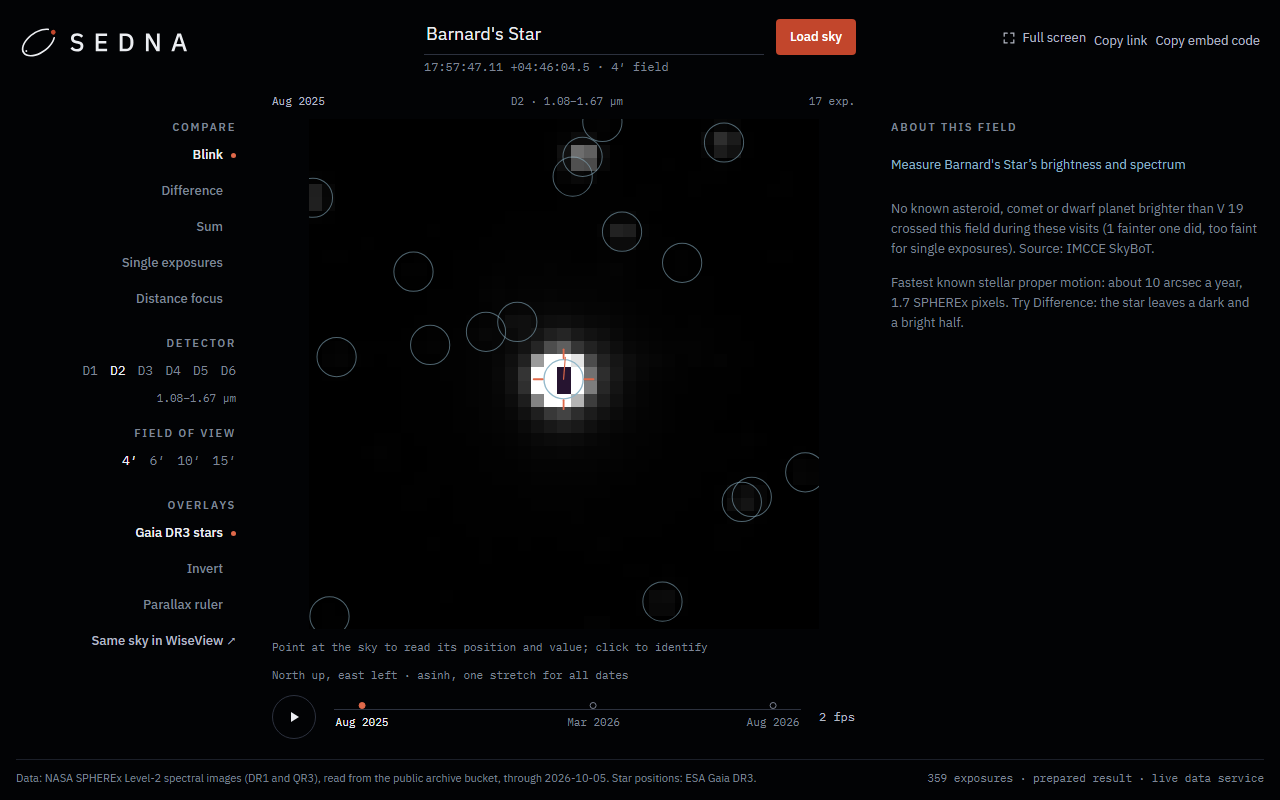 SEDNA
Barnard's Star
Load sky
Full screen
Copy link
Copy embed code
17:57:47.11 +04:46:04.5 · 4′ field
Aug 2025
D2 · 1.08–1.67 μm
17 exp.
COMPARE
Blink
Difference
Sum
Single exposures
Distance focus
DETECTOR
D1 D2 D3 D4 D5 D6
1.08–1.67 μm
FIELD OF VIEW
4′ 6′ 10′ 15′
OVERLAYS
Gaia DR3 stars
Invert
Parallax ruler
Same sky in WiseView ↗
ABOUT THIS FIELD
Measure Barnard's Star’s brightness and spectrum
No known asteroid, comet or dwarf planet brighter than V 19
crossed this field during these visits (1 fainter one did, too faint
for single exposures). Source: IMCCE SkyBoT.
Fastest known stellar proper motion: about 10 arcsec a year,
1.7 SPHEREx pixels. Try Difference: the star leaves a dark and
a bright half.
Point at the sky to read its position and value; click to identify
North up, east left · asinh, one stretch for all dates
Aug 2025
Mar 2026
Aug 2026
2 fps
Data: NASA SPHEREx Level-2 spectral images (DR1 and QR3), read from the public archive bucket, through 2026-10-05. Star positions: ESA Gaia DR3.
359 exposures · prepared result · live data service